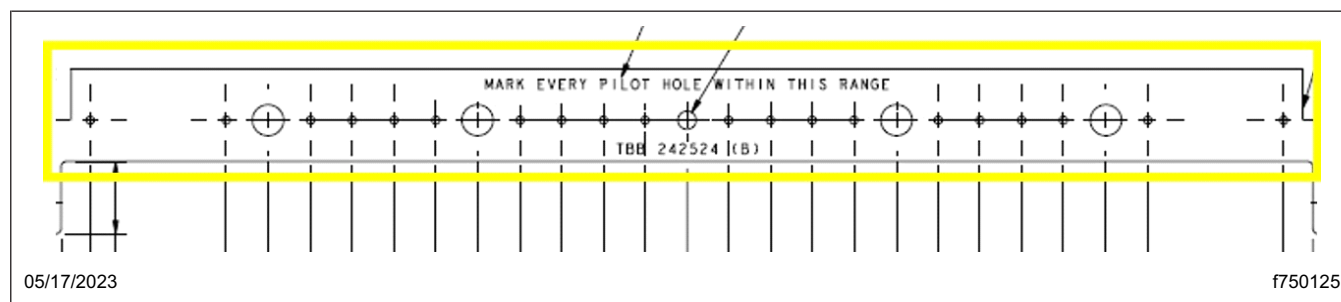 MARK EVERY PILOT HOLE WITHIN THIS RANGE
TBB 242524 (B)
05/17/2023
f750125